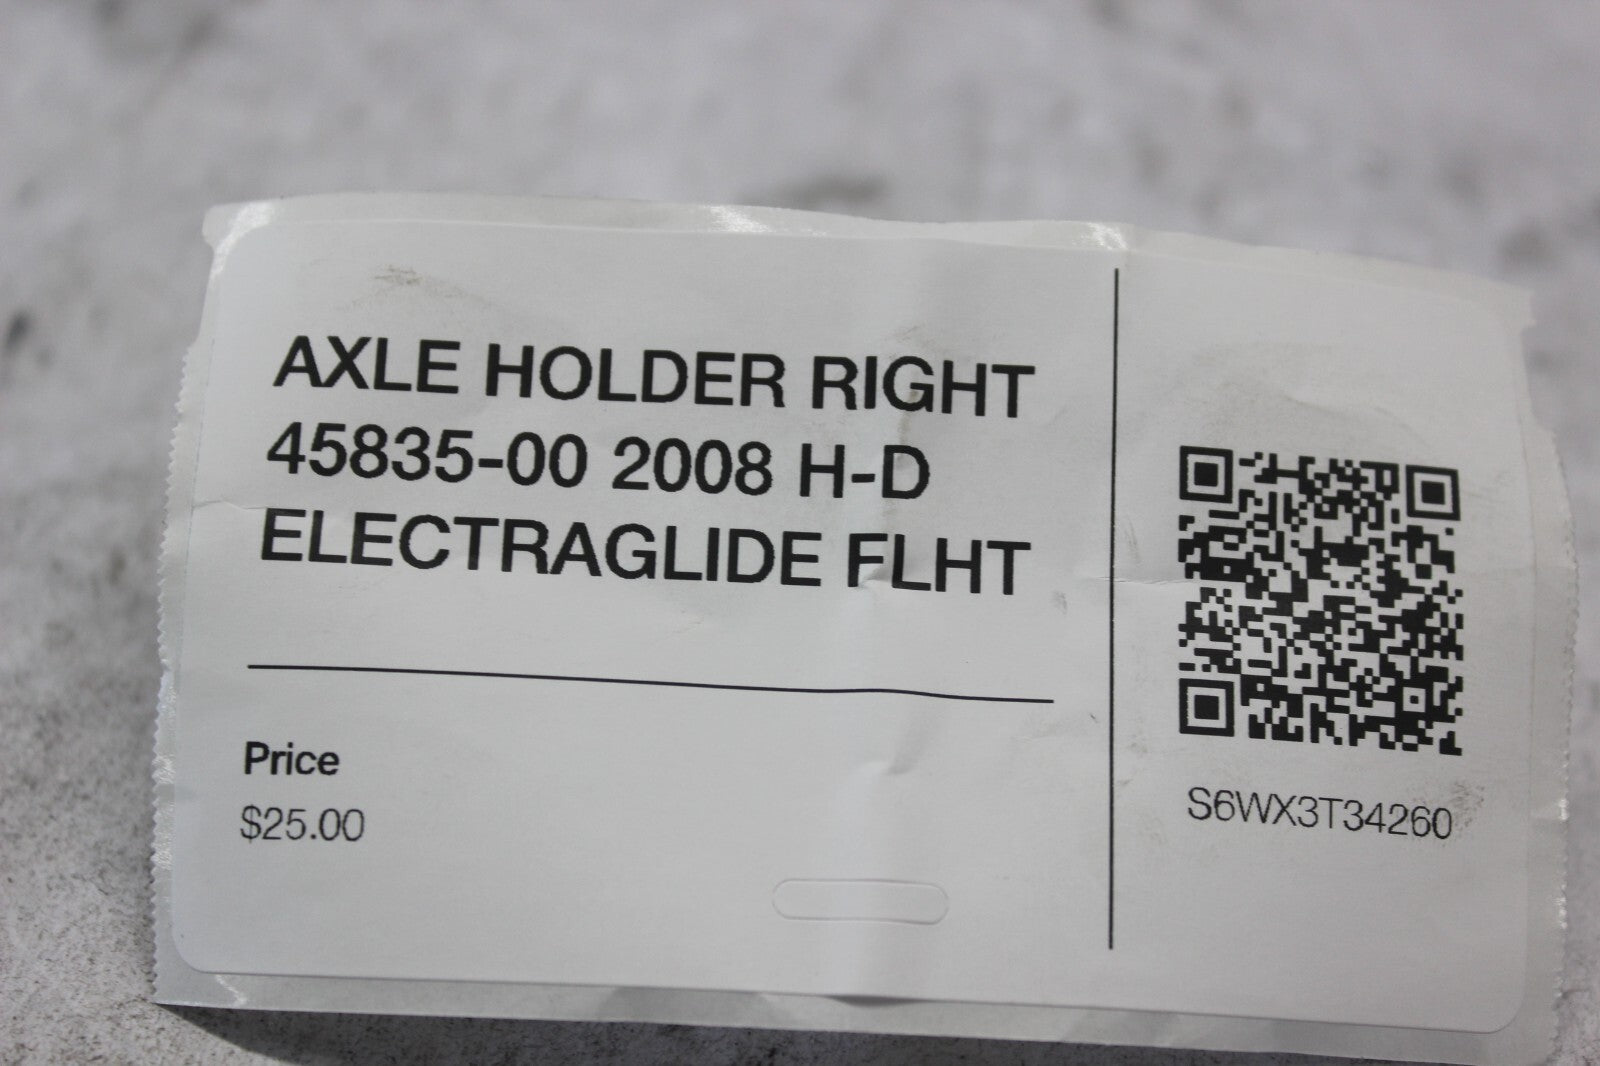 AXLE HOLDER RIGHT
45835-00 2008 H-D
ELECTRAGLIDE FLHT
Price
$25.00
S6WX3T34260